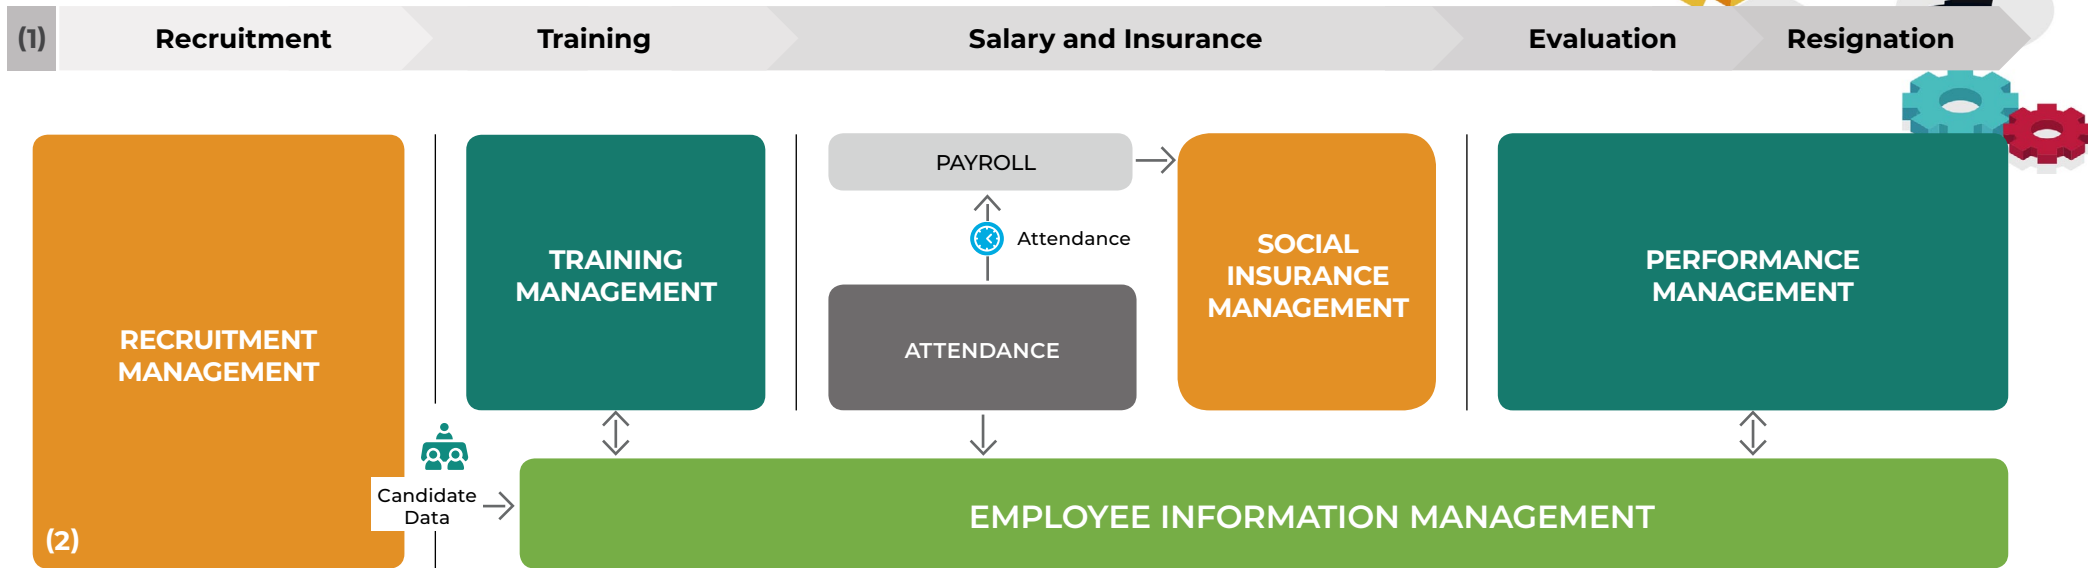 (1)
Recruitment
Training
Salary and Insurance
Evaluation
Resignation
RECRUITMENT
MANAGEMENT
(2)
Candidate
Data
TRAINING
MANAGEMENT
PAYROLL
Attendance
ATTENDANCE
SOCIAL
INSURANCE
MANAGEMENT
PERFORMANCE
MANAGEMENT
EMPLOYEE INFORMATION MANAGEMENT